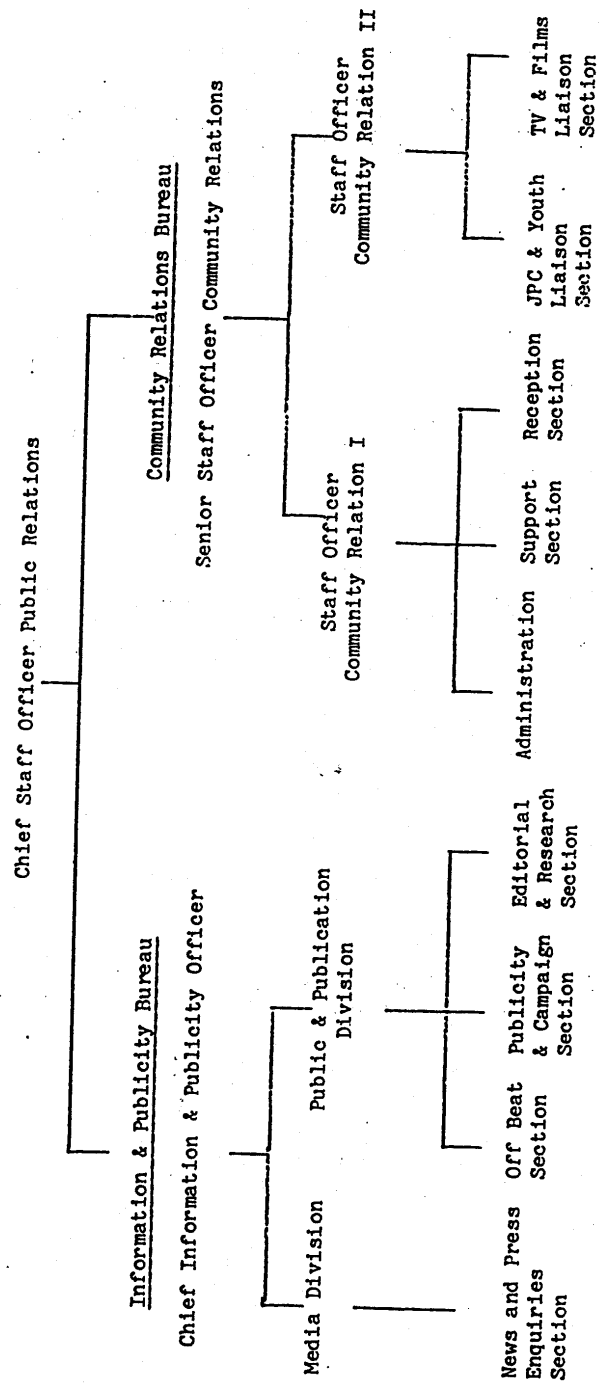 Chief Staff Officer Public Relations
Information & Publicity Bureau
Chief Information & Publicity Officer
Community Relations Bureau
Senior Staff Officer Community Relations
Media Division
Public & Publication
Division
Staff Officer
Community Relation I
Staff Officer
Community Relation II
News and Press
Enquiries
Section
Off Beat
Section
Publicity
& Campaign
Section
Editorial
& Research
Section
Administration
Support
Section
Reception
Section
JPC & Youth
Liaison
Section
TV & Films
Liaison
Section